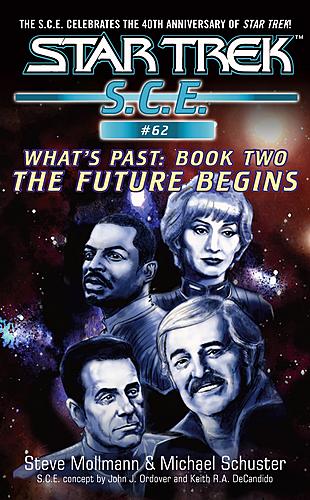 THE S.C.E. CELEBRATES THE 40TH ANNIVERSARY OF STAR TREK!
STAR TREK™
S.C.E.
#62
WHAT'S PAST: BOOK TWO
THE FUTURE BEGINS
Steve Mollmann & Michael Schuster
S.C.E. concept by John J. Ordover and Keith R.A. DeCandido